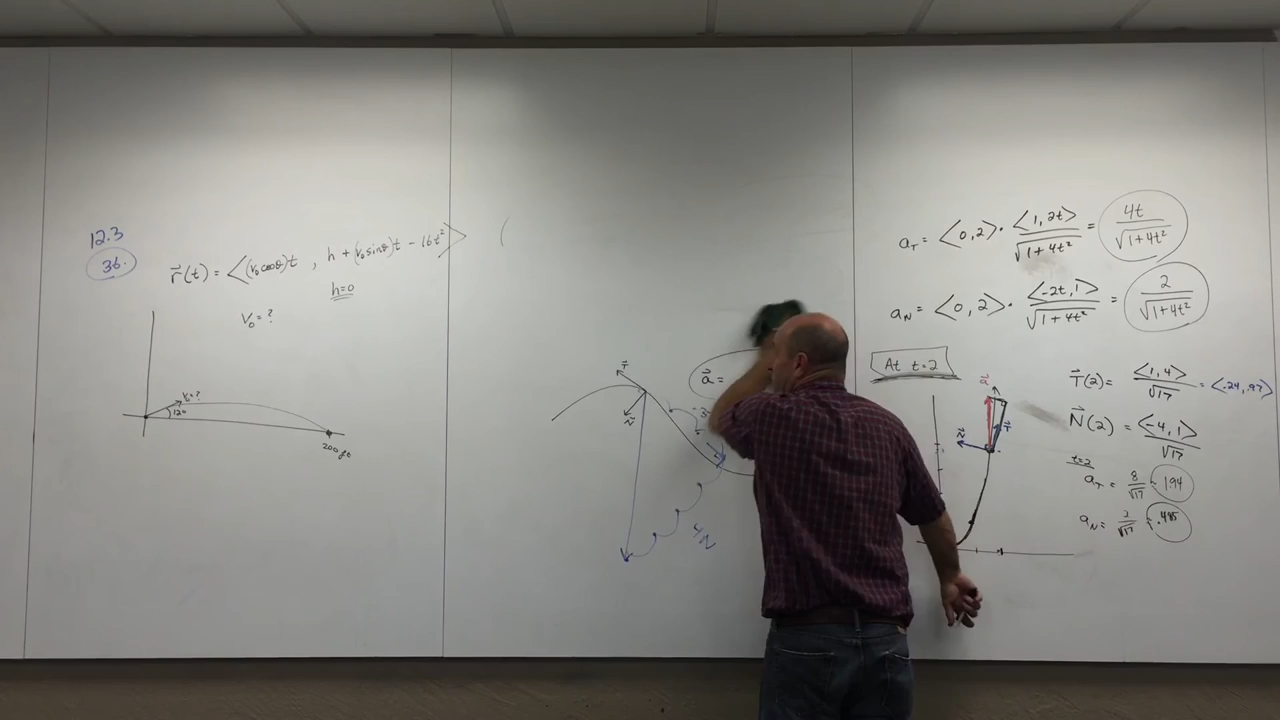 12.3
36.
r⃗(t) = <(v₀cosθ)t , h + (v₀sinθ)t - 16t²>
h=0
V₀ = ?
V₀=?
12°
200 ft
(
T⃗
N⃗
a⃗ =
4N
a_T = <0, 2> · <1, 2t> / √(1+4t²) = 4t / √(1+4t²)
a_N = <0, 2> · <-2t, 1> / √(1+4t²) = 2 / √(1+4t²)
At t=2
a⃗
N⃗
T⃗
T⃗(2) = <1, 4> / √17 = <.24, .97>
N⃗(2) = <-4, 1> / √17
t=2
a_T = 8/√17 ≈ 1.94
a_N = 2/√17 ≈ .485